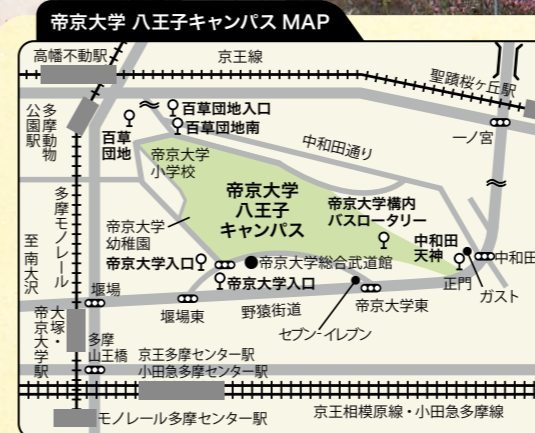 帝京大学 八王子キャンパス MAP
高幡不動駅
京王線
聖蹟桜ヶ丘駅
多摩動物
公園駅
百草
団地
百草団地入口
百草団地南
一ノ宮
中和田通り
帝京大学
小学校
帝京大学
八王子
キャンパス
帝京大学構内
バスロータリー
多摩モノレール
至 南大沢
帝京大学
幼稚園
中和田
天神
帝京大学入口
帝京大学総合武道館
中和田
正門
ガスト
帝京大学入口
堰場
堰場東
野猿街道
帝京大学東
セブン-イレブン
大塚・
帝京大学駅
多摩
山王橋
京王多摩センター駅
小田急多摩センター駅
モノレール多摩センター駅
京王相模原線・小田急多摩線